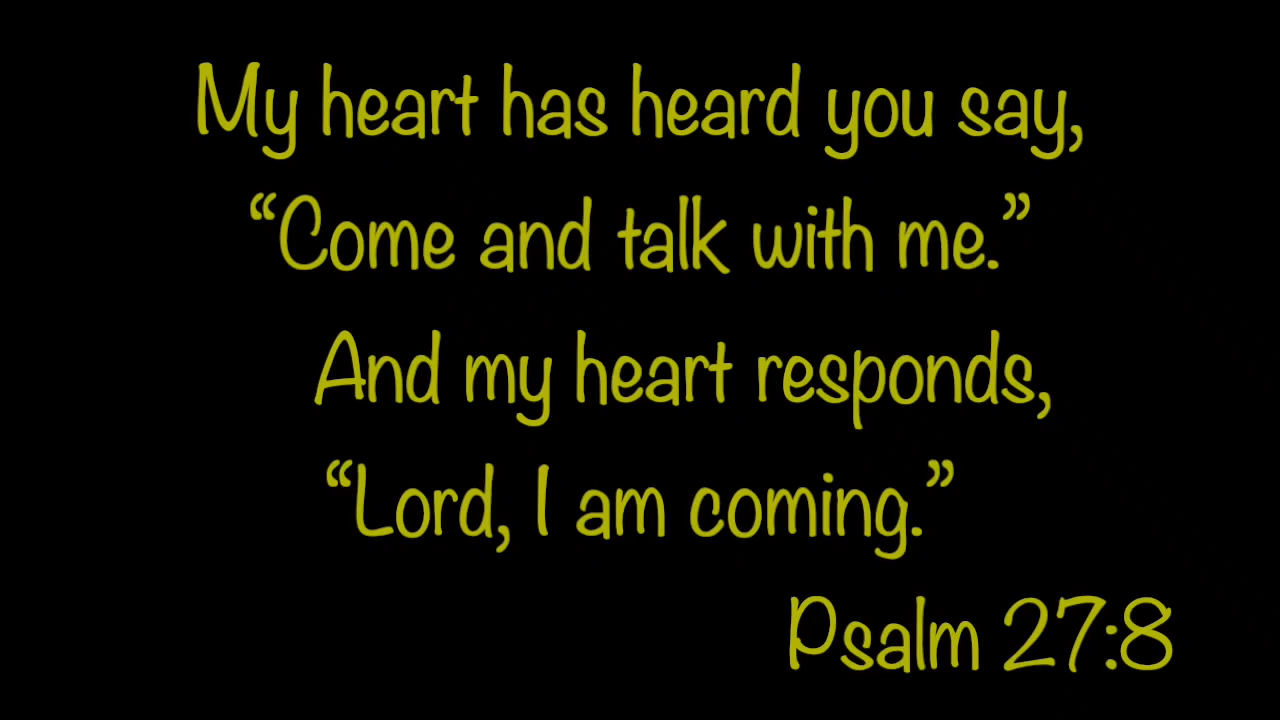 My heart has heard you say,
“Come and talk with me.”
And my heart responds,
“Lord, I am coming.”
Psalm 27:8